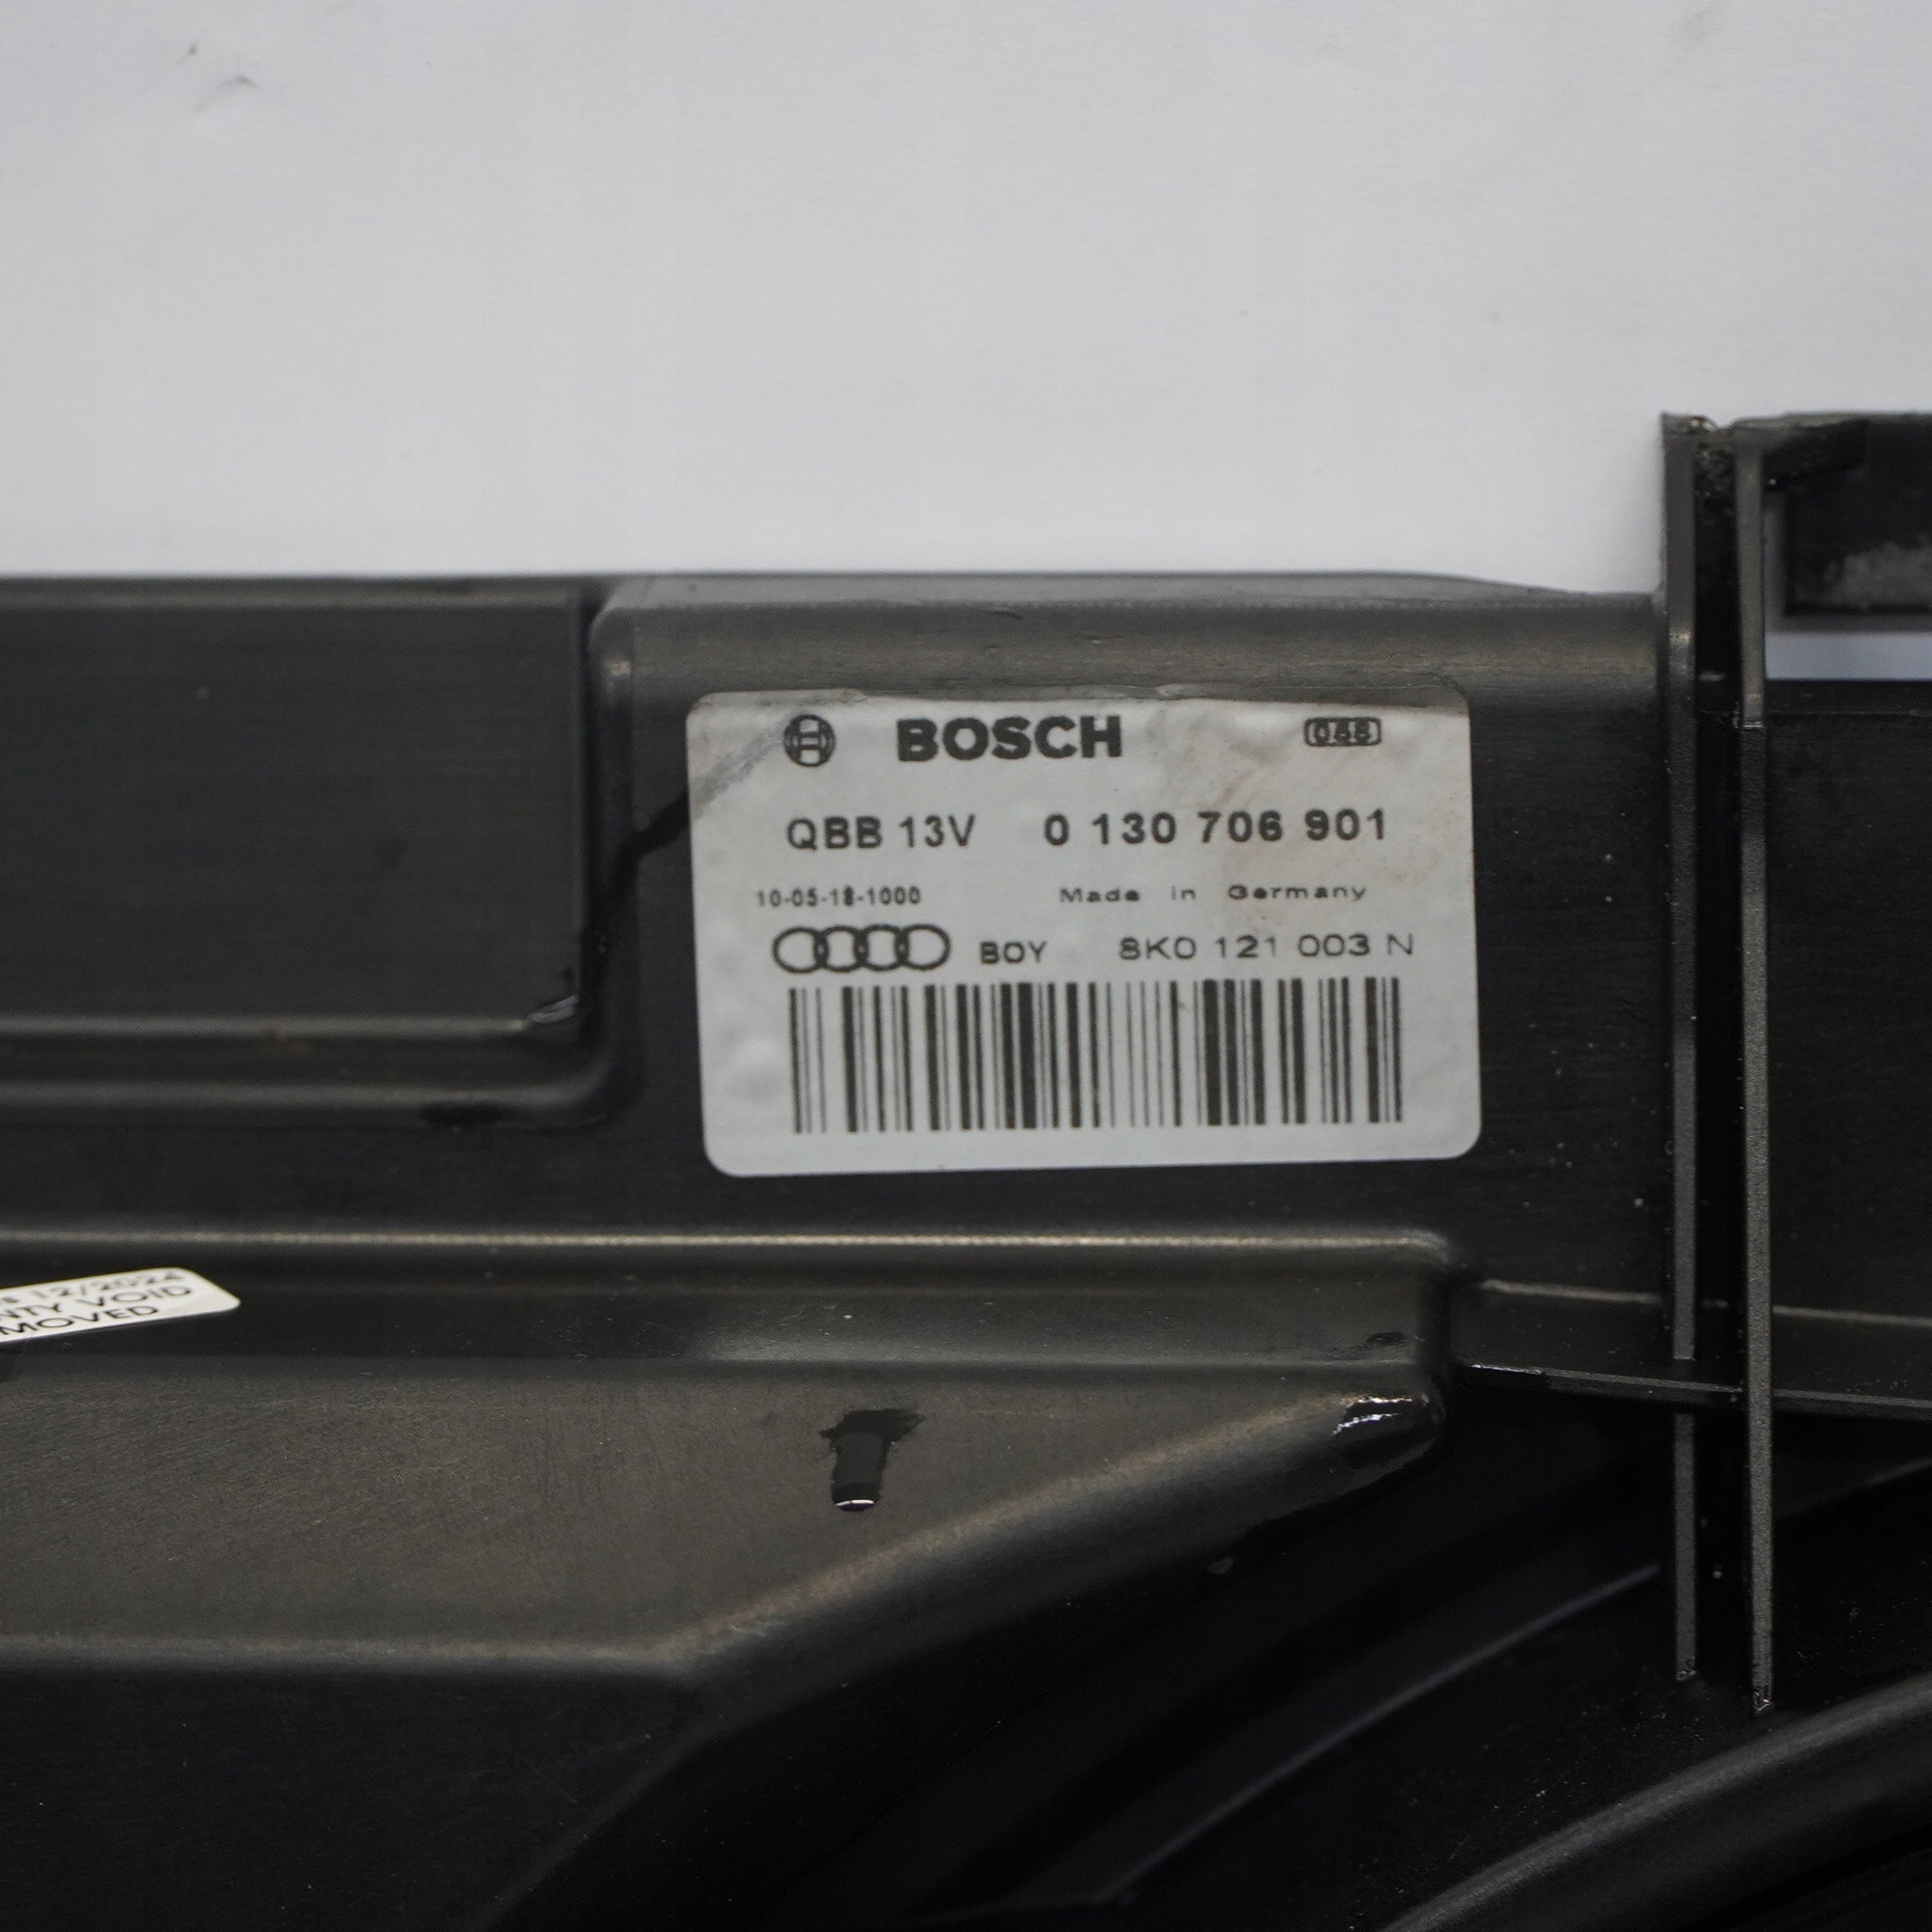 BOSCH 088
QBB 13V 0 130 706 901
10-05-18-1000 Made in Germany
BOY 8K0 121 003 N
12/2024
VOID